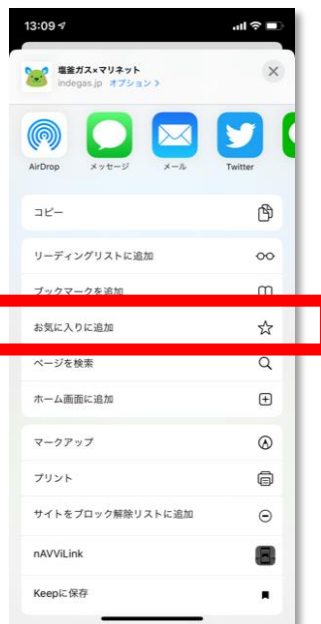 13:09
塩釜ガス×マリネット
indegas.jp オプション >
AirDrop メッセージ メール Twitter
コピー
リーディングリストに追加
ブックマークを追加
お気に入りに追加
ページを検索
ホーム画面に追加
マークアップ
プリント
サイトをブロック解除リストに追加
nAVViLink
Keepに保存